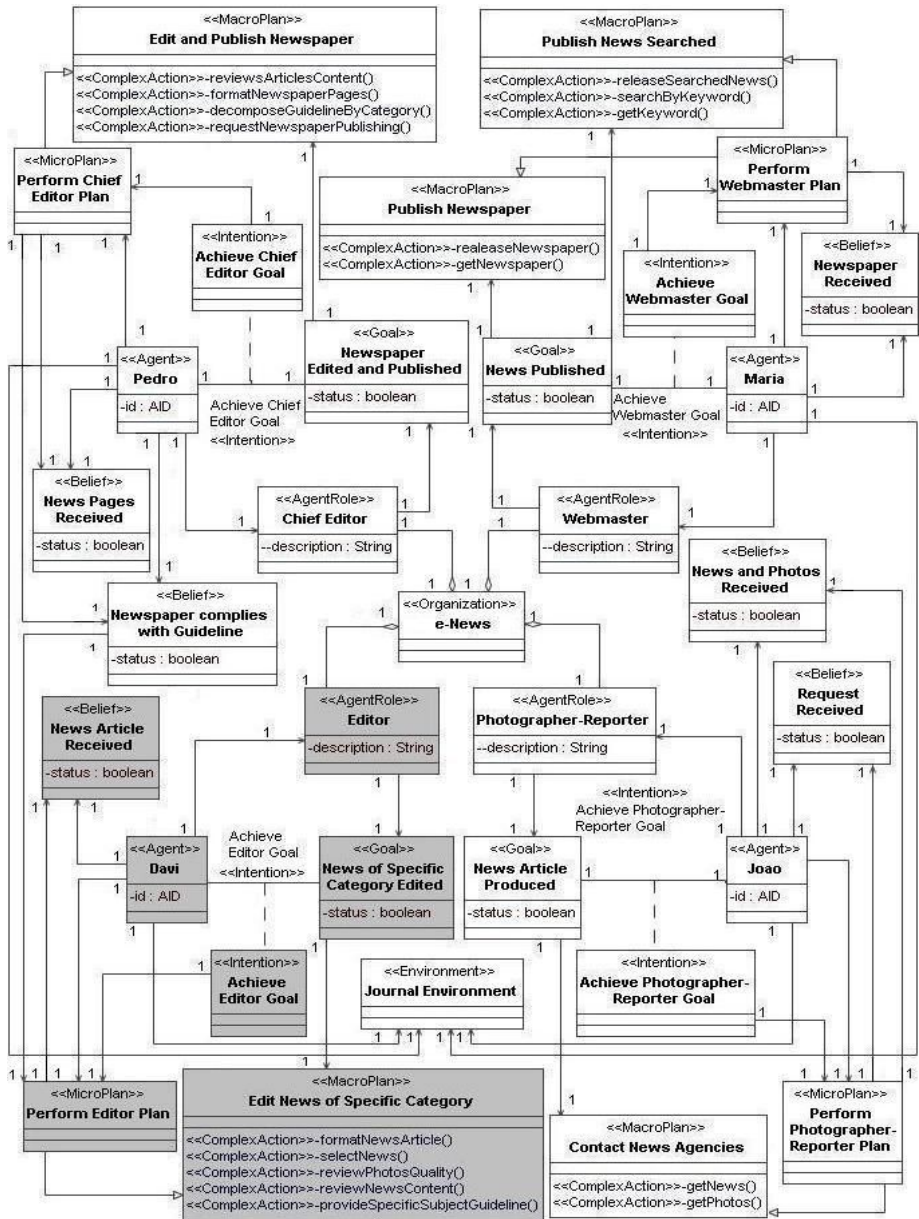 <<MacroPlan>>
Edit and Publish Newspaper
<<ComplexAction>>-reviewsArticlesContent()
<<ComplexAction>>-formatNewspaperPages()
<<ComplexAction>>-decomposeGuidelineByCategory()
<<ComplexAction>>-requestNewspaperPublishing()
<<MacroPlan>>
Publish News Searched
<<ComplexAction>>-releaseSearchedNews()
<<ComplexAction>>-searchByKeyword()
<<ComplexAction>>-getKeyword()
<<MicroPlan>>
Perform Chief
Editor Plan
<<MacroPlan>>
Publish Newspaper
<<ComplexAction>>-realeaseNewspaper()
<<ComplexAction>>-getNewspaper()
<<MicroPlan>>
Perform
Webmaster Plan
<<Intention>>
Achieve Chief
Editor Goal
<<Intention>>
Achieve
Webmaster Goal
<<Belief>>
Newspaper
Received
-status : boolean
<<Agent>>
Pedro
-id : AID
Achieve Chief
Editor Goal
<<Intention>>
<<Goal>>
Newspaper
Edited and Published
-status : boolean
<<Goal>>
News Published
-status : boolean
Achieve
Webmaster Goal
<<Intention>>
<<Agent>>
Maria
-id : AID
<<Belief>>
News Pages
Received
-status : boolean
<<AgentRole>>
Chief Editor
--description : String
<<AgentRole>>
Webmaster
--description : String
<<Belief>>
News and Photos
Received
-status : boolean
<<Belief>>
Newspaper complies
with Guideline
-status : boolean
<<Organization>>
e-News
<<Belief>>
News Article
Received
-status : boolean
<<AgentRole>>
Editor
-description : String
<<AgentRole>>
Photographer-Reporter
--description : String
<<Belief>>
Request
Received
-status : boolean
<<Agent>>
Davi
-id : AID
Achieve
Editor Goal
<<Intention>>
<<Goal>>
News of Specific
Category Edited
-status : boolean
<<Goal>>
News Article
Produced
-status : boolean
<<Intention>>
Achieve Photographer-
Reporter Goal
<<Agent>>
Joao
-id : AID
<<Intention>>
Achieve
Editor Goal
<<Environment>>
Journal Environment
<<Intention>>
Achieve Photographer-
Reporter Goal
<<MicroPlan>>
Perform Editor Plan
<<MacroPlan>>
Edit News of Specific Category
<<ComplexAction>>-formatNewsArticle()
<<ComplexAction>>-selectNews()
<<ComplexAction>>-reviewPhotosQuality()
<<ComplexAction>>-reviewNewsContent()
<<ComplexAction>>-provideSpecificSubjectGuideline()
<<MacroPlan>>
Contact News Agencies
<<ComplexAction>>-getNews()
<<ComplexAction>>-getPhotos()
<<MicroPlan>>
Perform
Photographer-
Reporter Plan